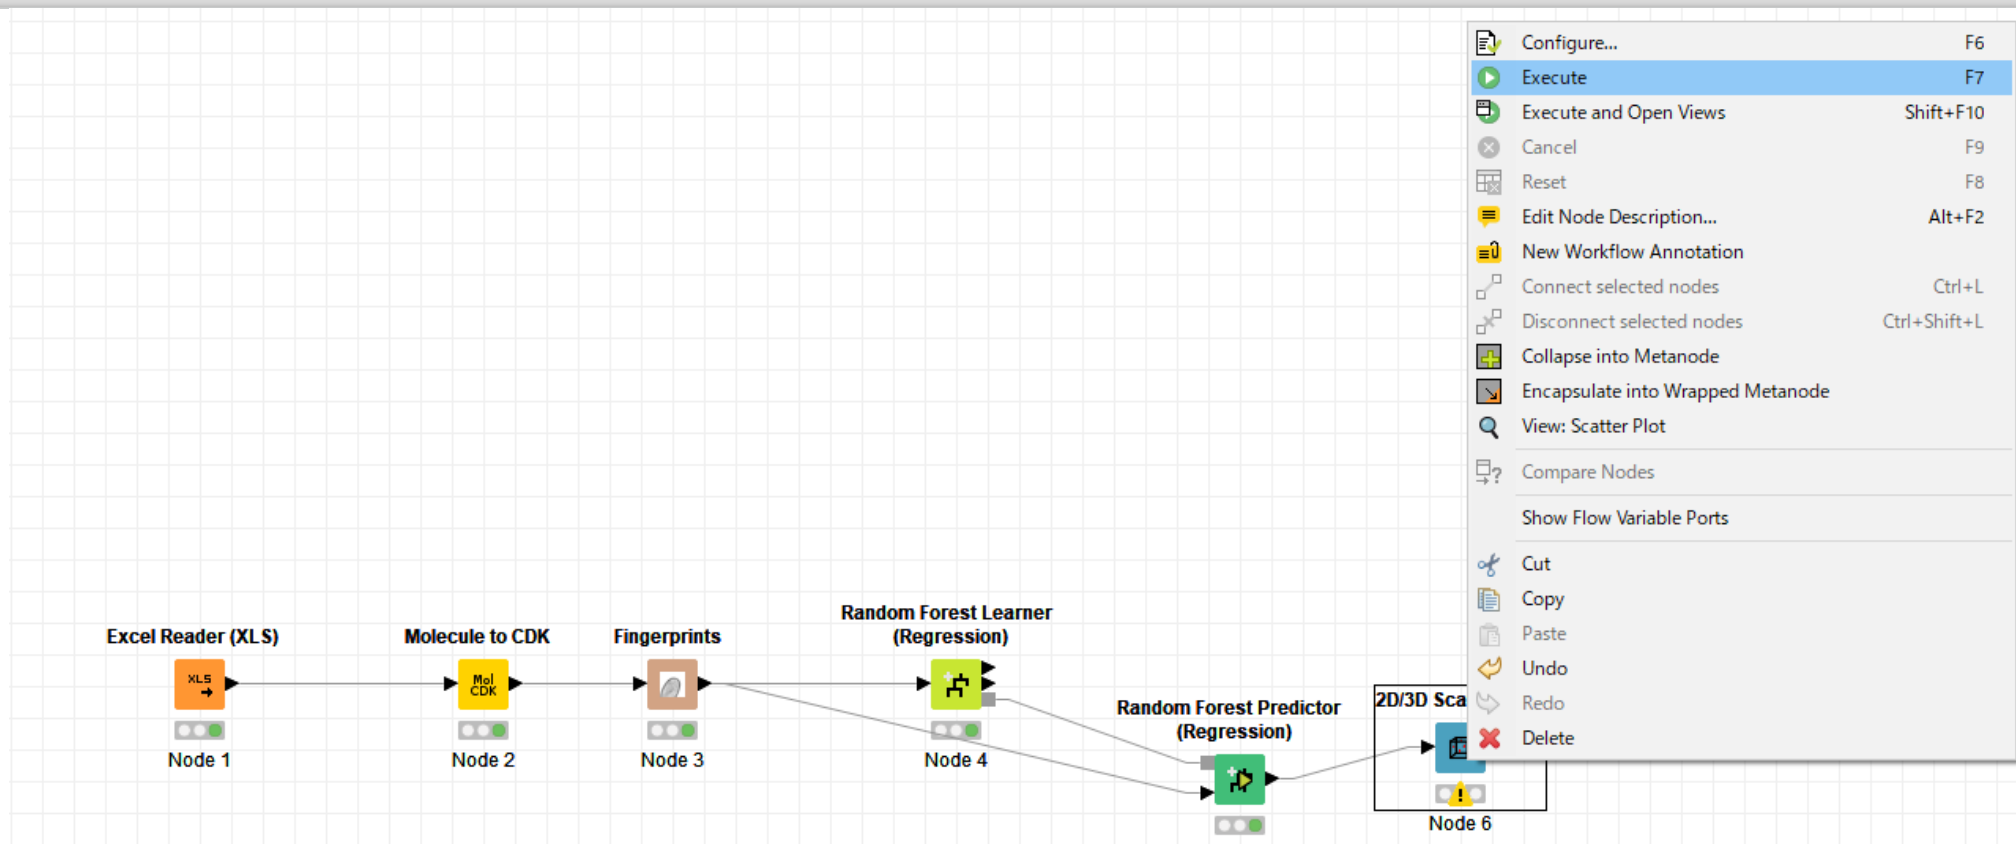 Configure... F6
Execute F7
Execute and Open Views Shift+F10
Cancel F9
Reset F8
Edit Node Description... Alt+F2
New Workflow Annotation
Connect selected nodes Ctrl+L
Disconnect selected nodes Ctrl+Shift+L
Collapse into Metanode
Encapsulate into Wrapped Metanode
View: Scatter Plot
Compare Nodes
Show Flow Variable Ports
Cut
Copy
Paste
Undo
Redo
Delete
Excel Reader (XLS)
XLS
Node 1
Molecule to CDK
Mol
CDK
Node 2
Fingerprints
Node 3
Random Forest Learner
(Regression)
Node 4
Random Forest Predictor
(Regression)
2D/3D Sca
Node 6